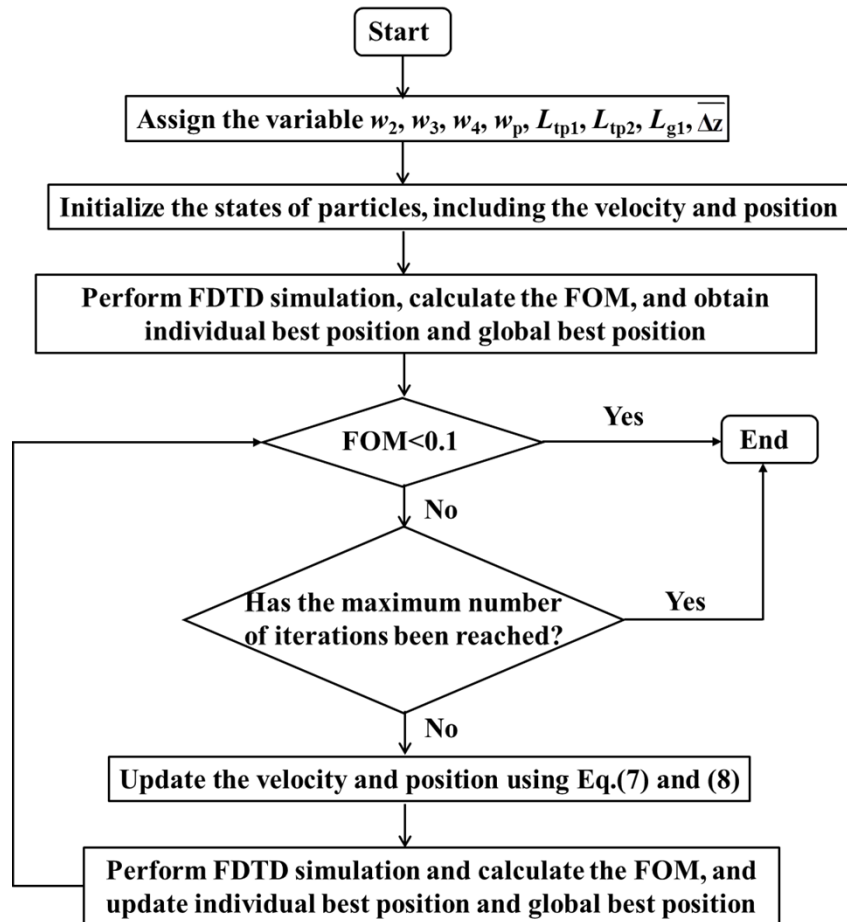 Start
Assign the variable w₂, w₃, w₄, wₚ, Lₜₚ₁, Lₜₚ₂, L_g1, \overline{Δz}
Initialize the states of particles, including the velocity and position
Perform FDTD simulation, calculate the FOM, and obtain
individual best position and global best position
FOM<0.1
Yes
End
No
Has the maximum number
of iterations been reached?
Yes
No
Update the velocity and position using Eq.(7) and (8)
Perform FDTD simulation and calculate the FOM, and
update individual best position and global best position